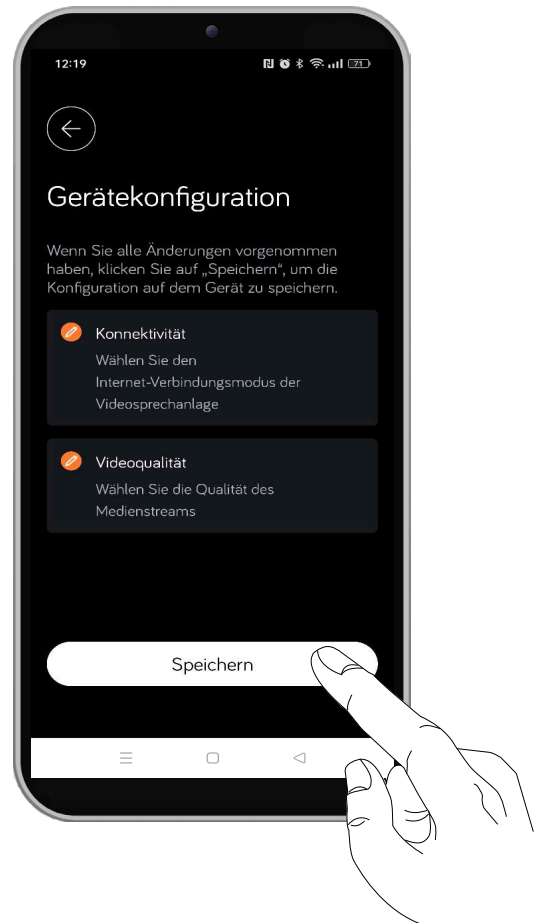 12:19
71
Gerätekonfiguration
Wenn Sie alle Änderungen vorgenommen
haben, klicken Sie auf „Speichern“, um die
Konfiguration auf dem Gerät zu speichern.
Konnektivität
Wählen Sie den
Internet-Verbindungsmodus der
Videosprechanlage
Videoqualität
Wählen Sie die Qualität des
Medienstreams
Speichern